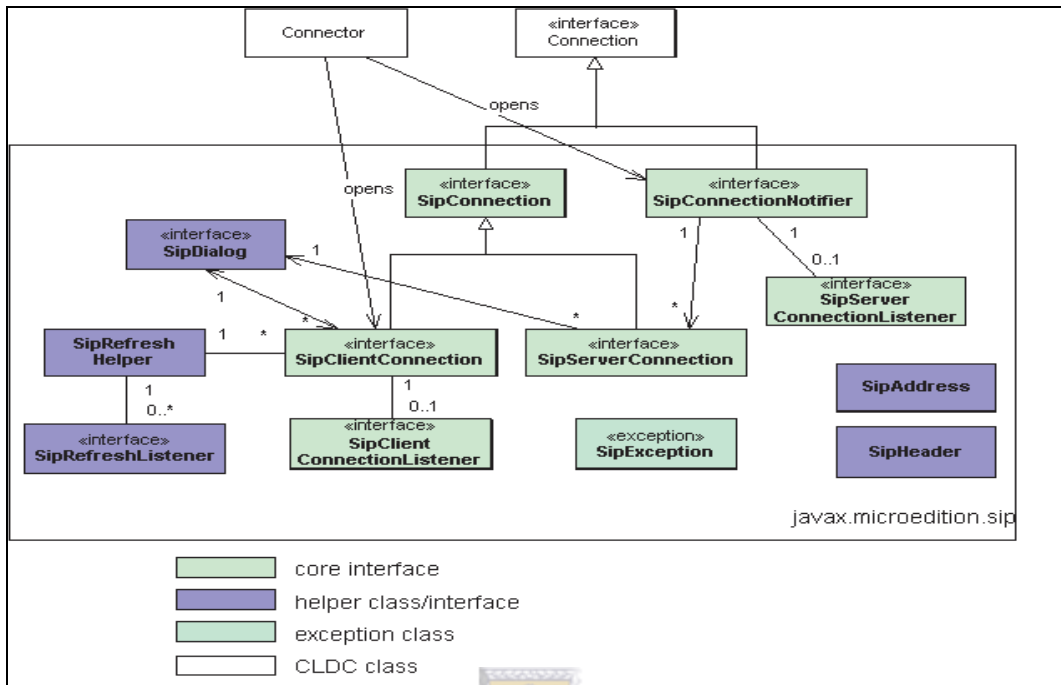 Connector
«interface»
Connection
opens
opens
«interface»
SipConnection
«interface»
SipConnectionNotifier
«interface»
SipDialog
1
1
1
0..1
1
*
*
*
1
*
«interface»
SipServer
ConnectionListener
SipRefresh
Helper
«interface»
SipClientConnection
«interface»
SipServerConnection
1
0..*
1
0..1
SipAddress
«interface»
SipRefreshListener
«interface»
SipClient
ConnectionListener
«exception»
SipException
SipHeader
javax.microedition.sip
core interface
helper class/interface
exception class
CLDC class